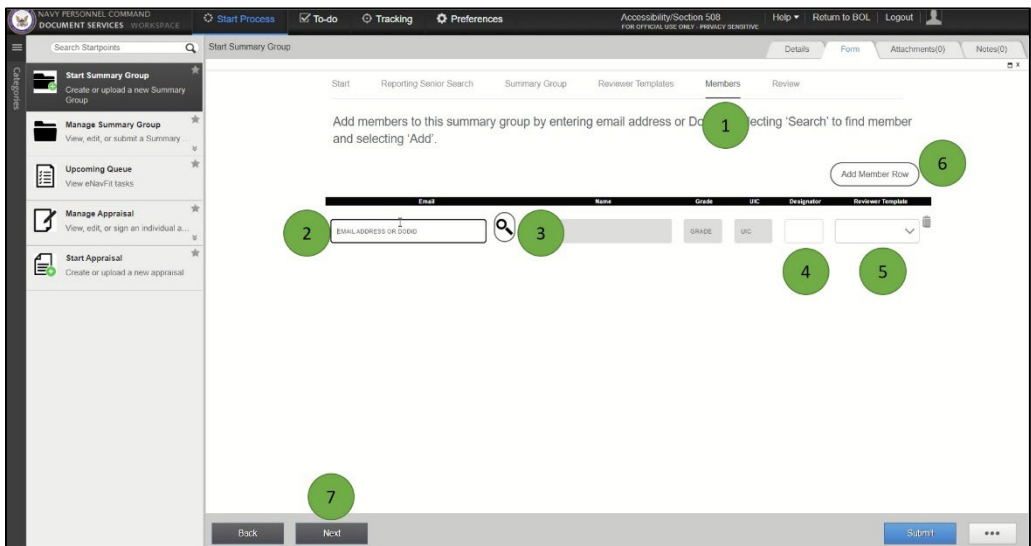 NAVY PERSONNEL COMMAND
DOCUMENT SERVICES WORKSPACE
Start Process
To-do
Tracking
Preferences
Accessibility/Section 508
FOR OFFICIAL USE ONLY - PRIVACY SENSITIVE
Help
Return to BOL
Logout
Search Startpoints
Start Summary Group
Details
Form
Attachments(0)
Notes(0)
Categories
Start Summary Group
Create or upload a new Summary
Group
Manage Summary Group
View, edit, or submit a Summary ...
Upcoming Queue
View eNavFit tasks
Manage Appraisal
View, edit, or sign an individual a...
Start Appraisal
Create or upload a new appraisal
Start
Reporting Senior Search
Summary Group
Reviewer Templates
Members
Review
1
Add members to this summary group by entering email address or Do ecting 'Search' to find member
and selecting 'Add'.
6
Add Member Row
Email
Name
Grade
UIC
Designator
Reviewer Template
2
EMAIL ADDRESS OR DODID
3
GRADE
UIC
4
5
7
Back
Next
Submit